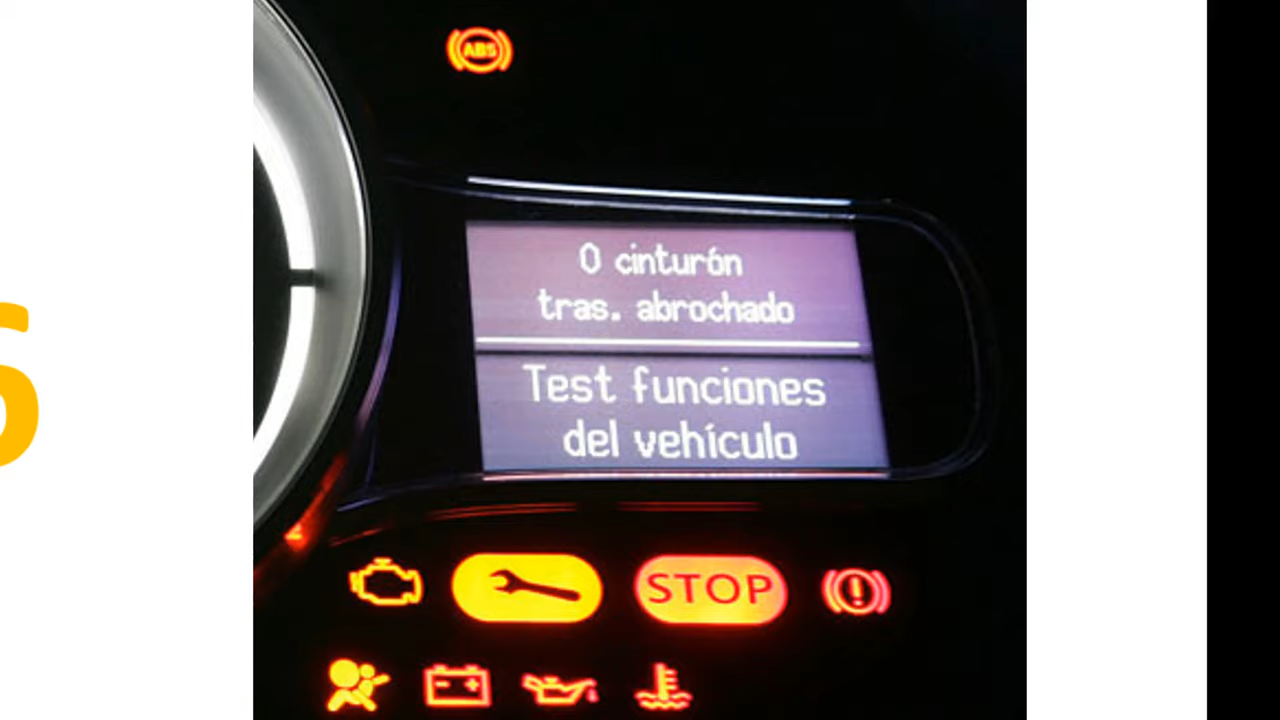 ABS
0 cinturón
tras. abrochado
Test funciones
del vehículo
STOP